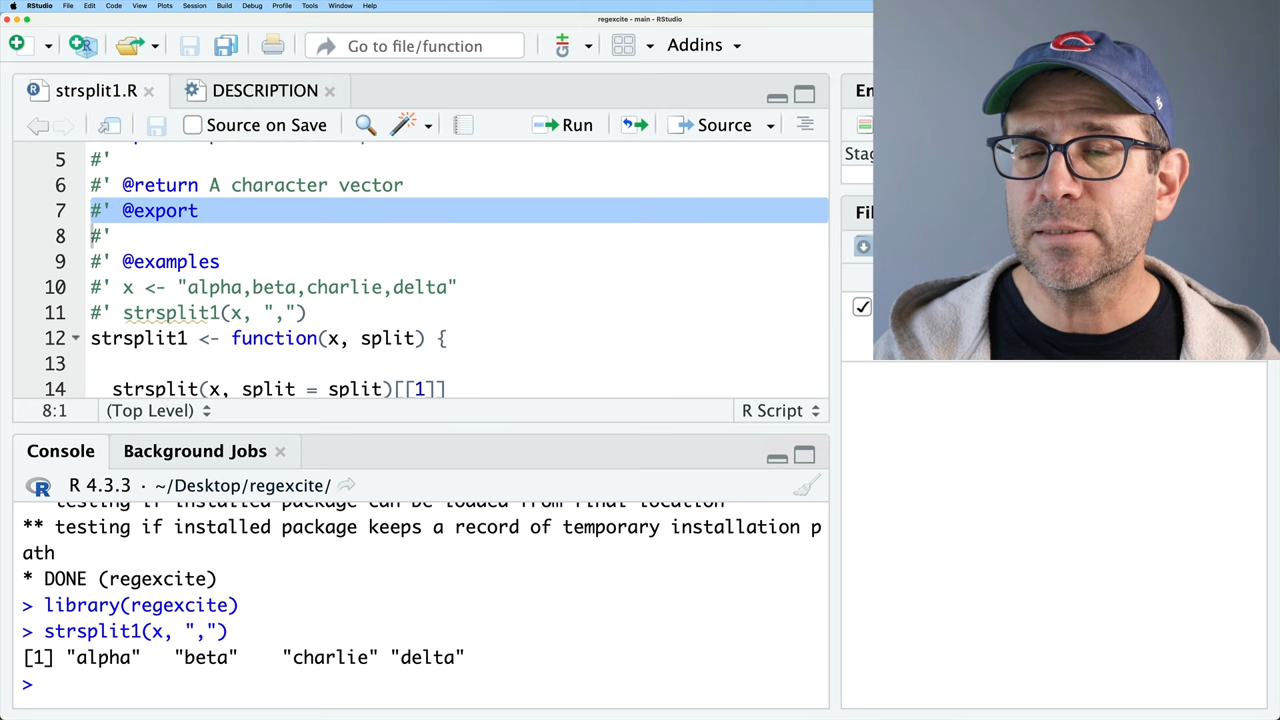 RStudio File Edit Code View Plots Session Build Debug Profile Tools Window Help
regexcite - main - RStudio
Go to file/function
Addins
strsplit1.R
DESCRIPTION
Source on Save
Run
Source
5 #'
6 #' @return A character vector
7 #' @export
8 #'
9 #' @examples
10 #' x <- "alpha,beta,charlie,delta"
11 #' strsplit1(x, ",")
12 strsplit1 <- function(x, split) {
13
14 strsplit(x, split = split)[[1]]
8:1 (Top Level) R Script
Console Background Jobs
R 4.3.3 · ~/Desktop/regexcite/
** testing if installed package can be loaded from final location
** testing if installed package keeps a record of temporary installation p
ath
* DONE (regexcite)
> library(regexcite)
> strsplit1(x, ",")
[1] "alpha" "beta" "charlie" "delta"
>
En
Stag
Fil
C